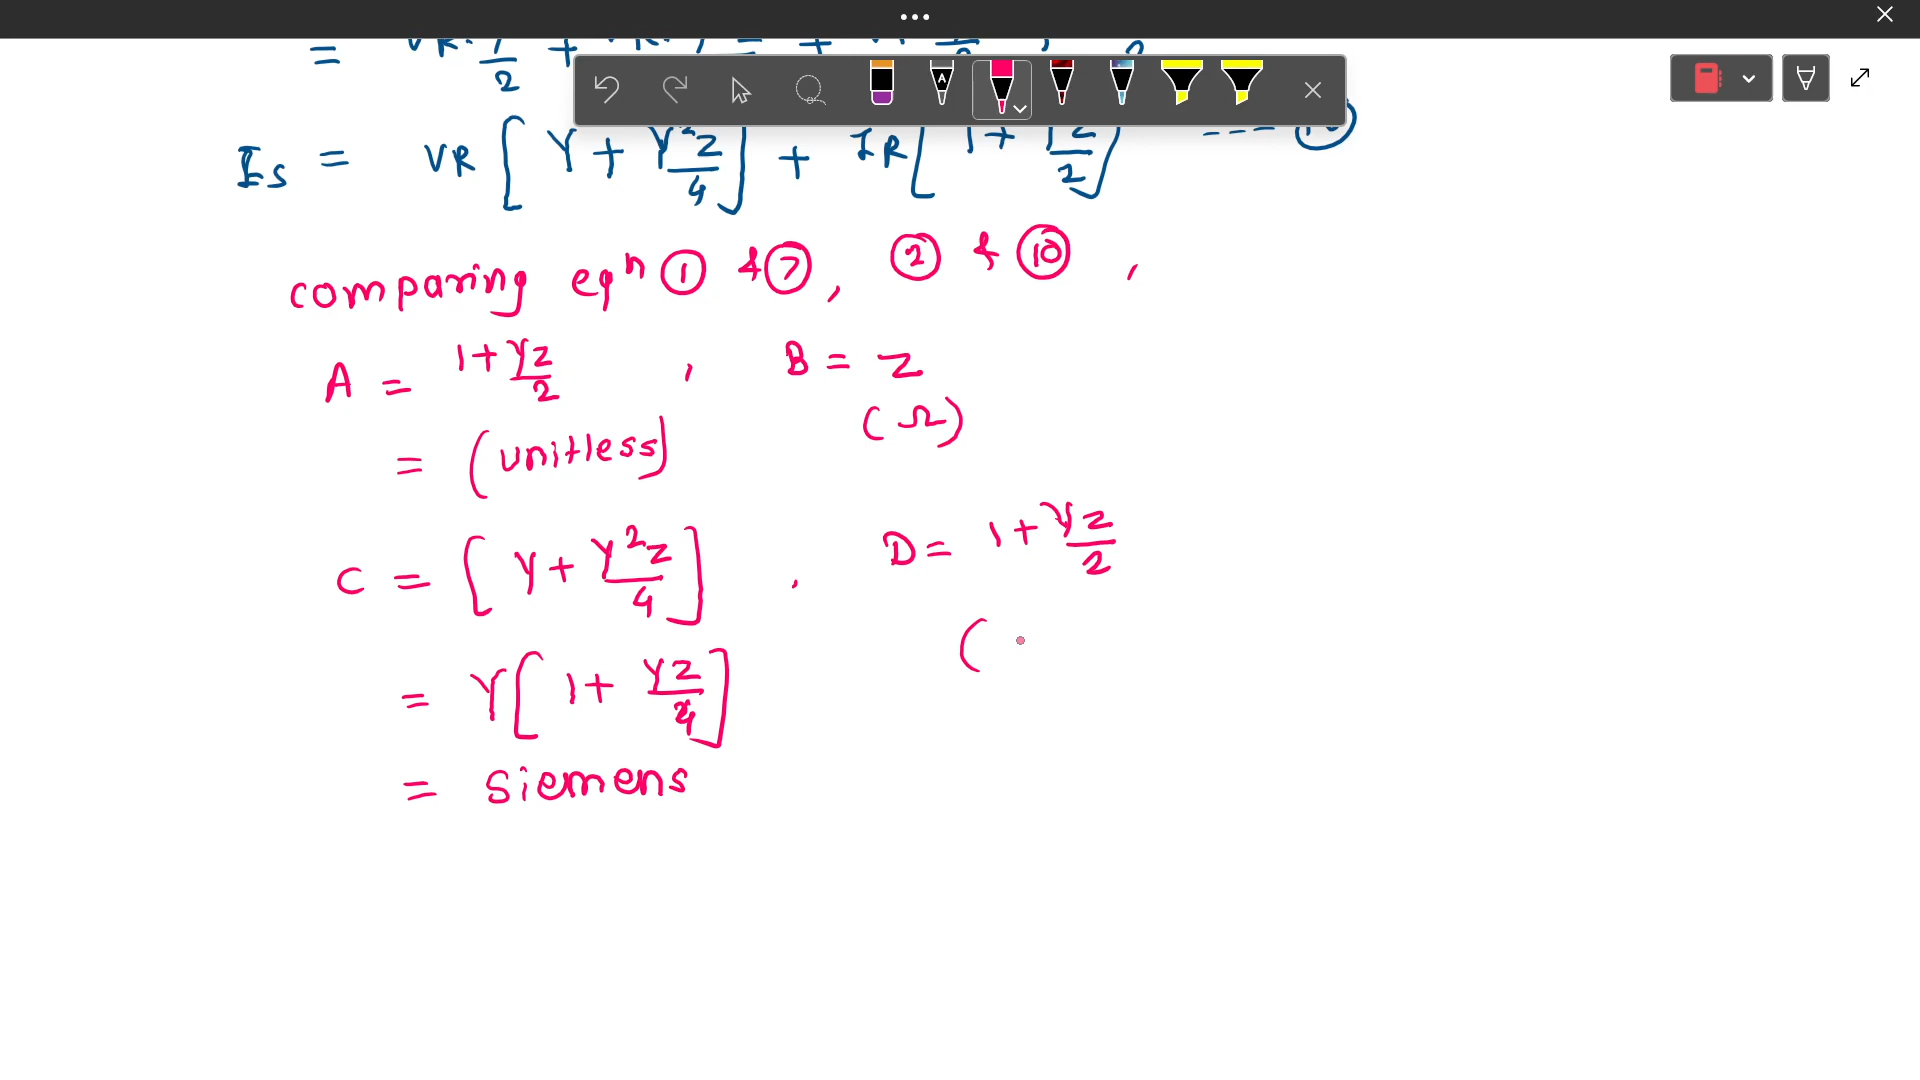 Is = VR [ Y + Y²Z/4 ] + IR [ 1 + YZ/2 ] ---- 10
comparing eqⁿ ① & ⑦, ② & ⑩ ,
A = 1 + YZ/2 , B = Z
= (unitless) (Ω)
C = [ Y + Y²Z/4 ] , D = 1 + YZ/2
(
= Y [ 1 + YZ/4 ]
= Siemens